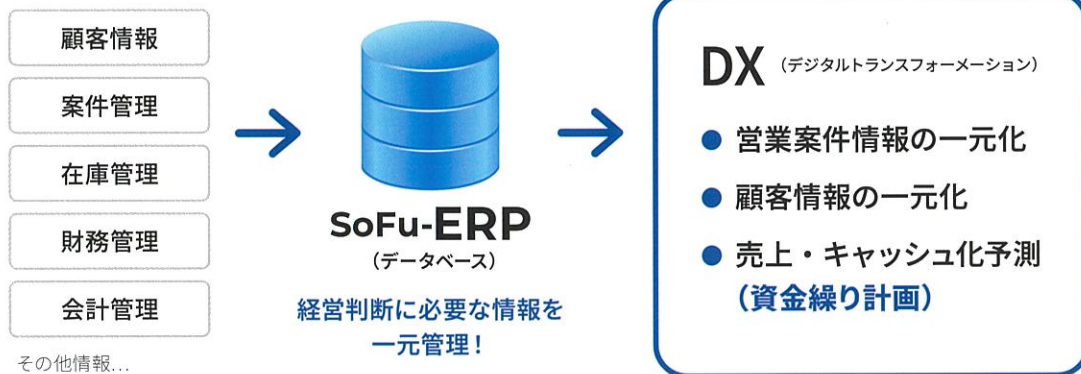 顧客情報
案件管理
在庫管理
財務管理
会計管理
その他情報...
SoFu-ERP
(データベース)
経営判断に必要な情報を
一元管理！
DX (デジタルトランスフォーメーション)
● 営業案件情報の一元化
● 顧客情報の一元化
● 売上・キャッシュ化予測
(資金繰り計画)